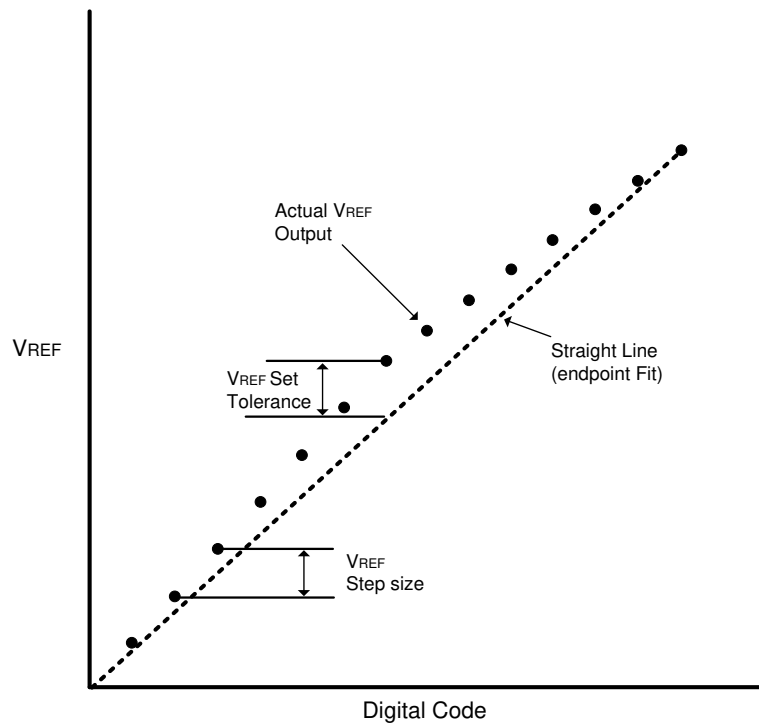 Actual VREF
Output
VREF
Straight Line
(endpoint Fit)
VREF Set
Tolerance
VREF
Step size
Digital Code